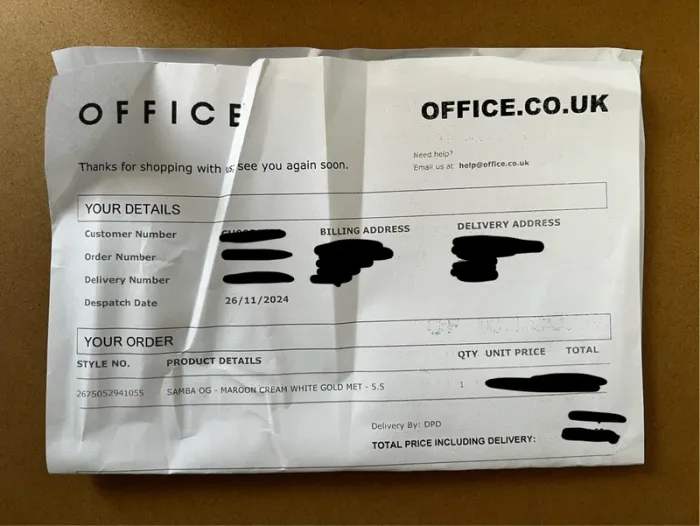 OFFICE
OFFICE.CO.UK
Thanks for shopping with us, see you again soon.
Need help?
Email us at help@office.co.uk
YOUR DETAILS
Customer Number
Order Number
Delivery Number
Despatch Date 26/11/2024
BILLING ADDRESS
DELIVERY ADDRESS
YOUR ORDER
STYLE NO. PRODUCT DETAILS QTY UNIT PRICE TOTAL
2675052941055 SAMBA OG - MAROON CREAM WHITE GOLD MET - 5.5 1
Delivery By: DPD
TOTAL PRICE INCLUDING DELIVERY: